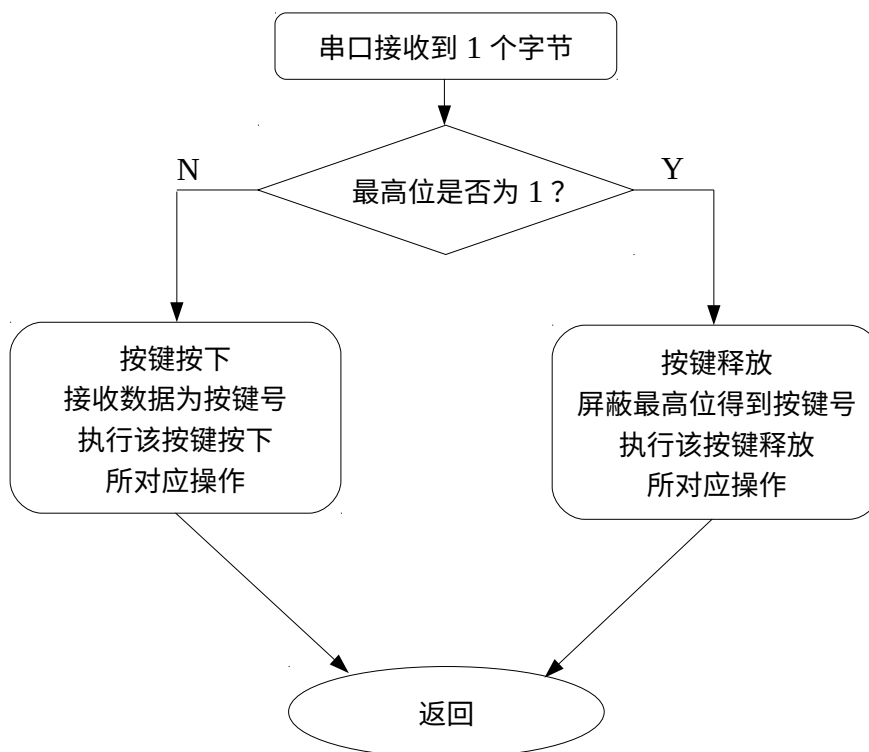 串口接收到 1 个字节
最高位是否为 1 ？
N
Y
按键按下
接收数据为按键号
执行该按键按下
所对应操作
按键释放
屏蔽最高位得到按键号
执行该按键释放
所对应操作
返回